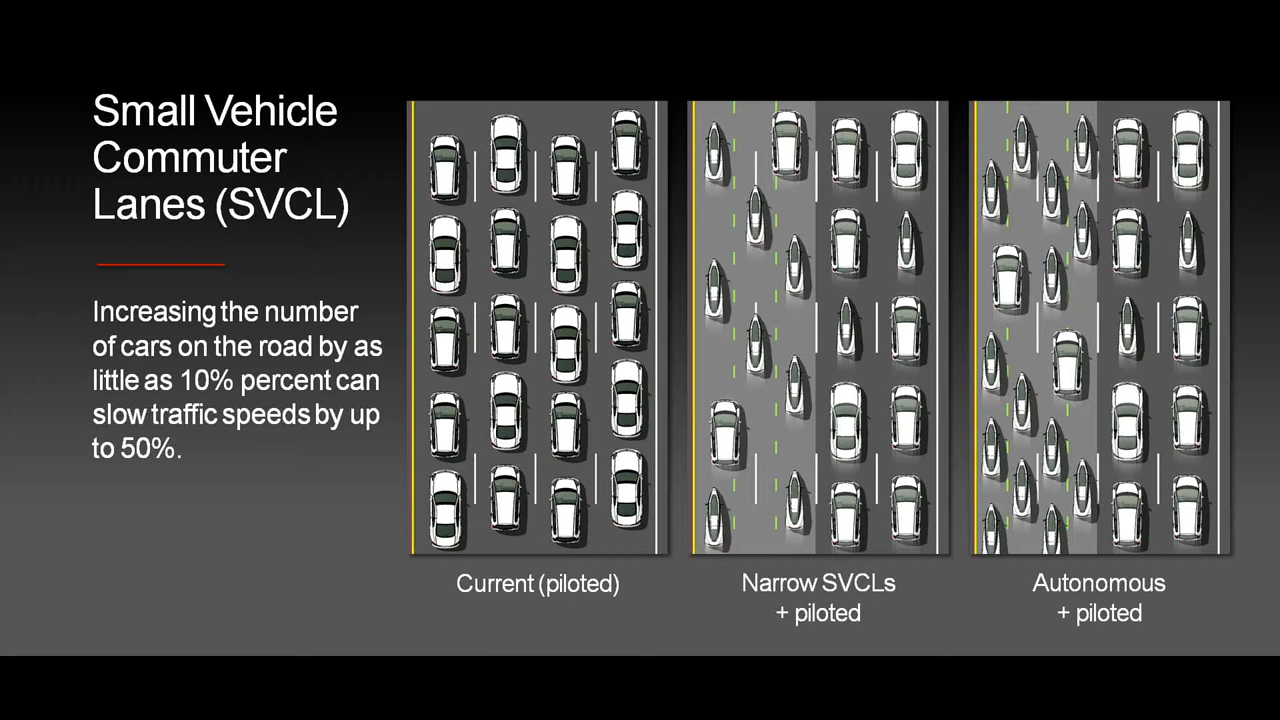 Small Vehicle
Commuter
Lanes (SVCL)
Increasing the number
of cars on the road by as
little as 10% percent can
slow traffic speeds by up
to 50%.
Current (piloted)
Narrow SVCLs
+ piloted
Autonomous
+ piloted